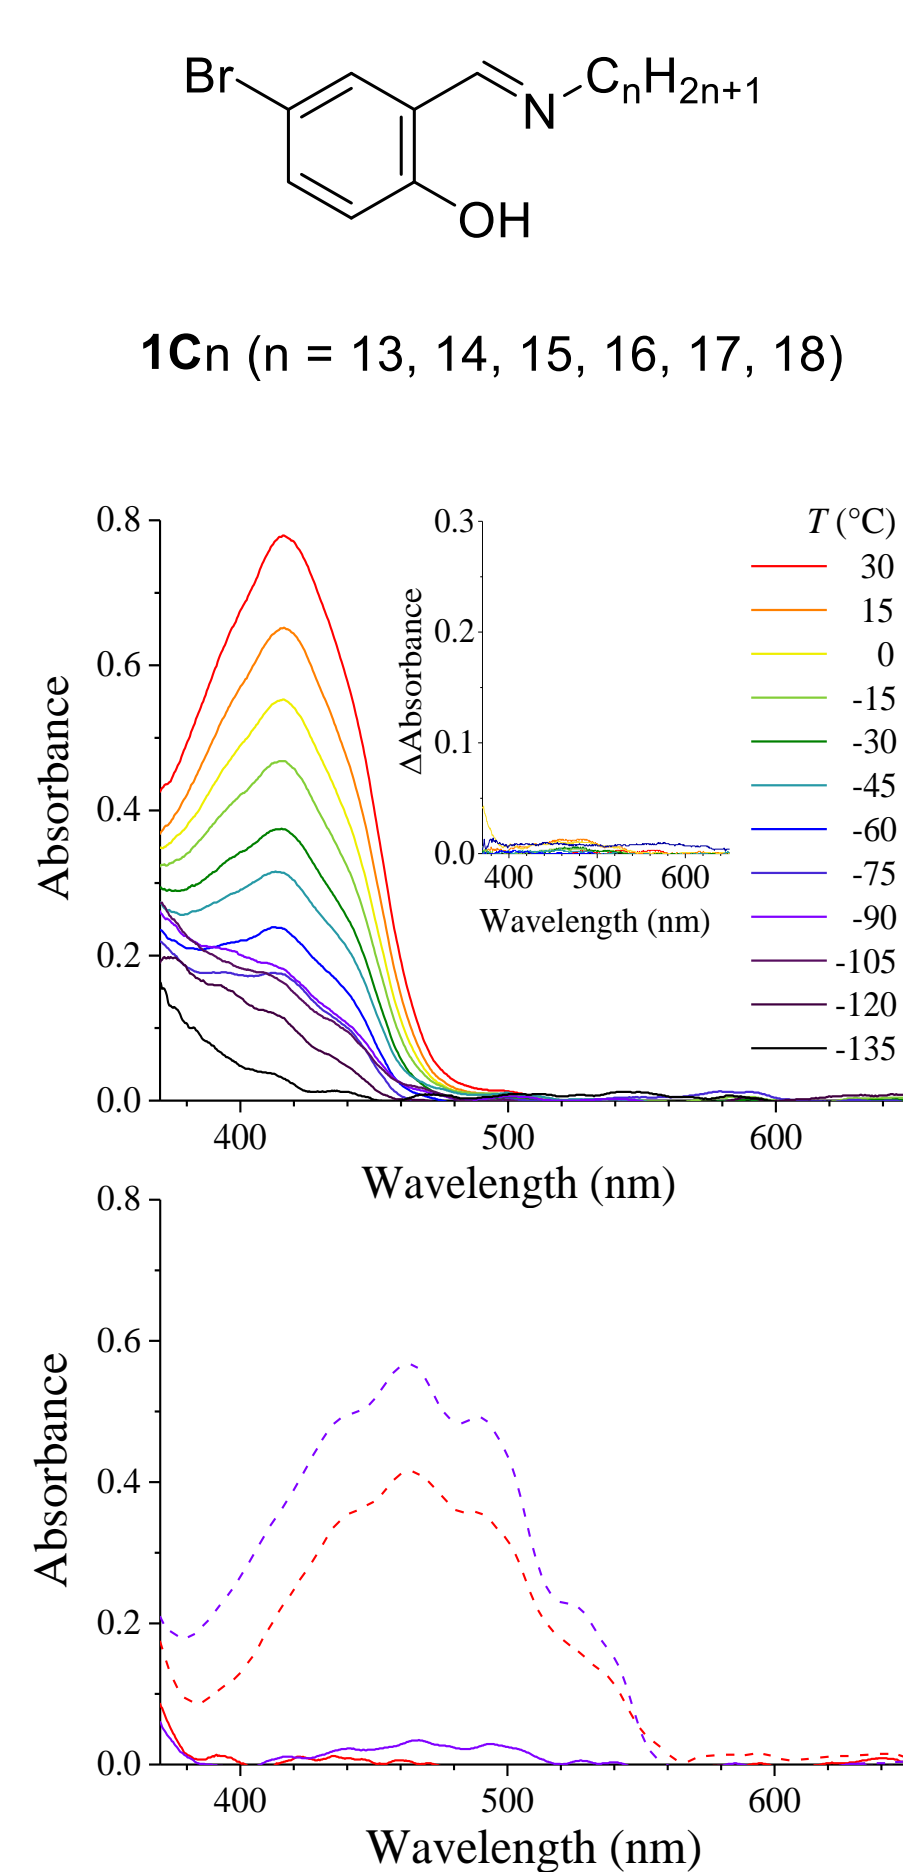 Br
N
CnH2n+1
OH
1Cn (n = 13, 14, 15, 16, 17, 18)
0.8
0.6
0.4
0.2
0.0
Absorbance
400
500
600
Wavelength (nm)
0.3
0.2
0.1
0.0
ΔAbsorbance
400
500
600
Wavelength (nm)
T (°C)
30
15
0
-15
-30
-45
-60
-75
-90
-105
-120
-135
0.8
0.6
0.4
0.2
0.0
Absorbance
400
500
600
Wavelength (nm)